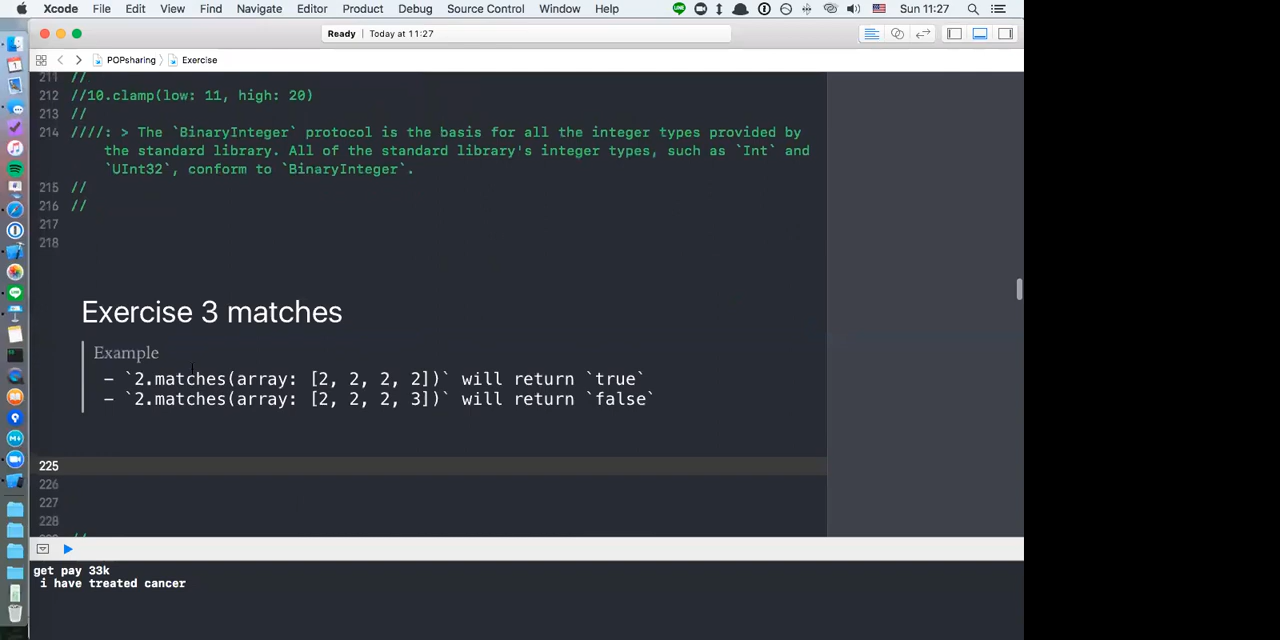 Xcode File Edit View Find Navigate Editor Product Debug Source Control Window Help Sun 11:27
Ready | Today at 11:27
POPsharing Exercise
211 //
212 //10.clamp(low: 11, high: 20)
213 //
214 ////: > The `BinaryInteger` protocol is the basis for all the integer types provided by
the standard library. All of the standard library's integer types, such as `Int` and
`UInt32`, conform to `BinaryInteger`.
215 //
216 //
217
218
Exercise 3 matches
Example
– `2.matches(array: [2, 2, 2, 2])` will return `true`
– `2.matches(array: [2, 2, 2, 3])` will return `false`
225
226
227
228
get pay 33k
i have treated cancer